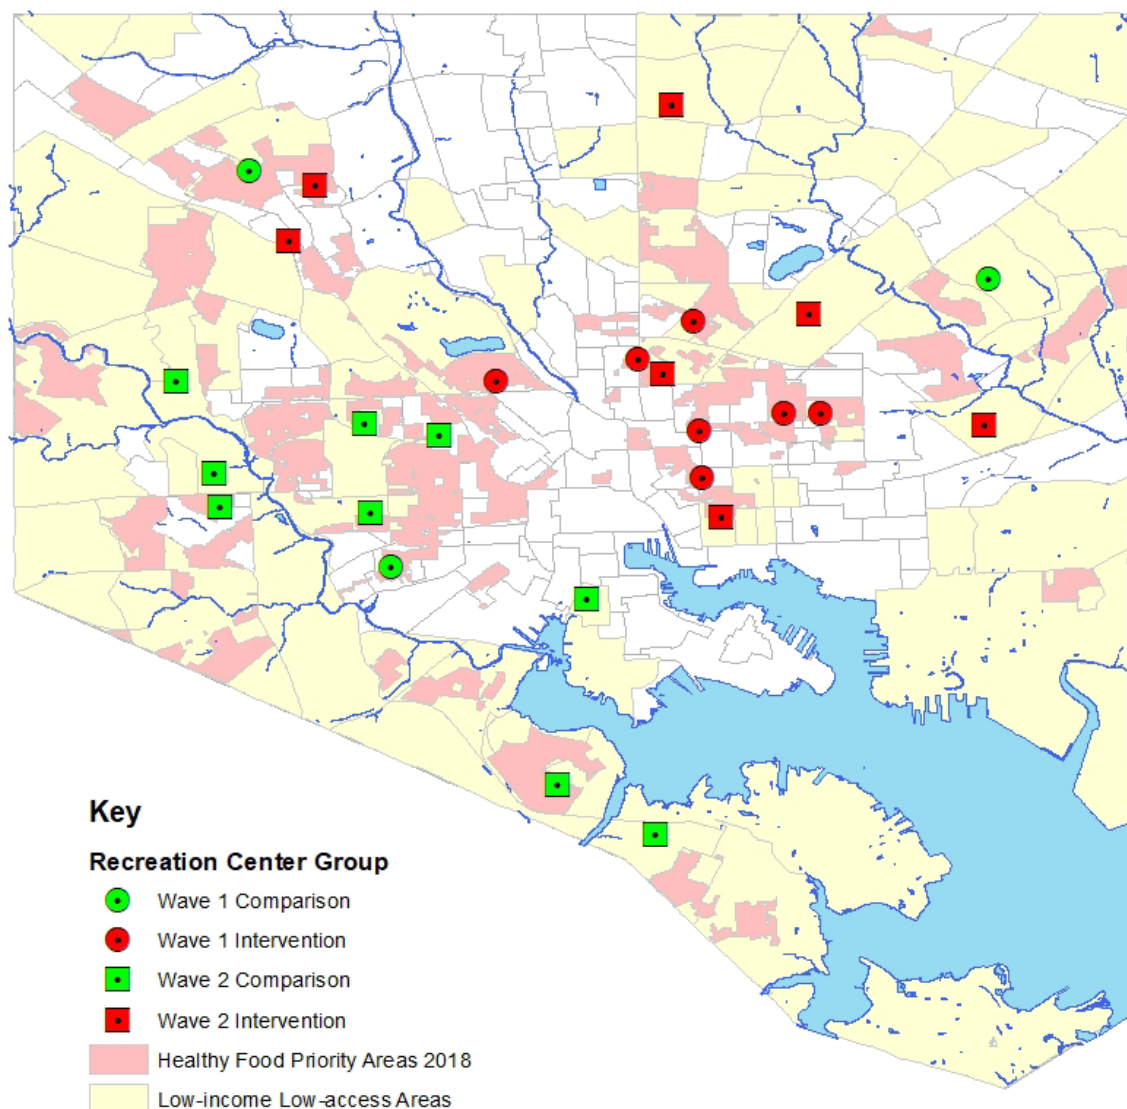 Key
Recreation Center Group
Wave 1 Comparison
Wave 1 Intervention
Wave 2 Comparison
Wave 2 Intervention
Healthy Food Priority Areas 2018
Low-income Low-access Areas